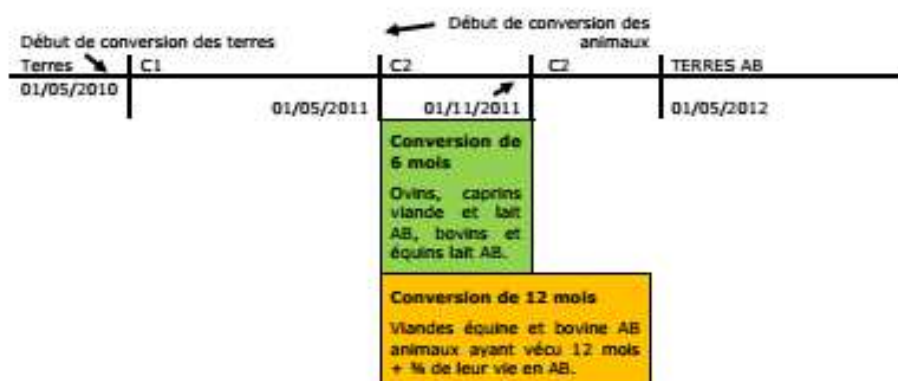 Début de conversion des
animaux
Début de conversion des terres
Terres C1 C2 C2 TERRES AB
01/05/2010
01/05/2011 01/11/2011 01/05/2012
Conversion de
6 mois
Ovins, caprins
viande et lait
AB, bovins et
équins lait AB.
Conversion de 12 mois
Viandes équine et bovine AB
animaux ayant vécu 12 mois
+ ¾ de leur vie en AB.